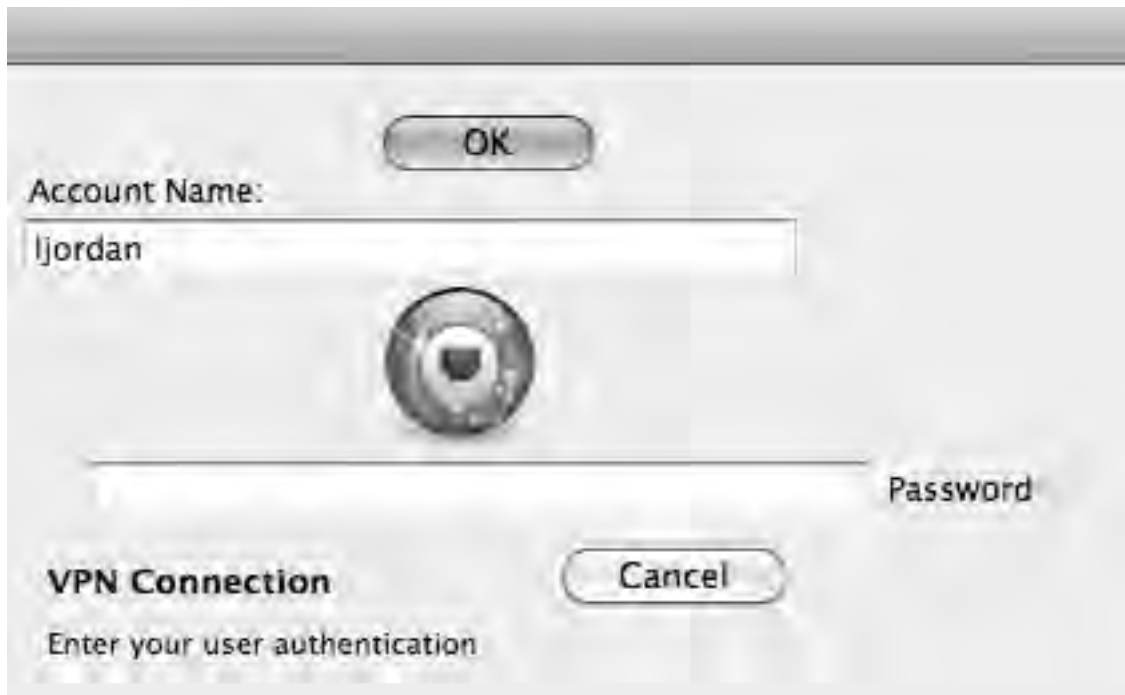 OK
Account Name:
ljordan
Password
VPN Connection
Cancel
Enter your user authentication